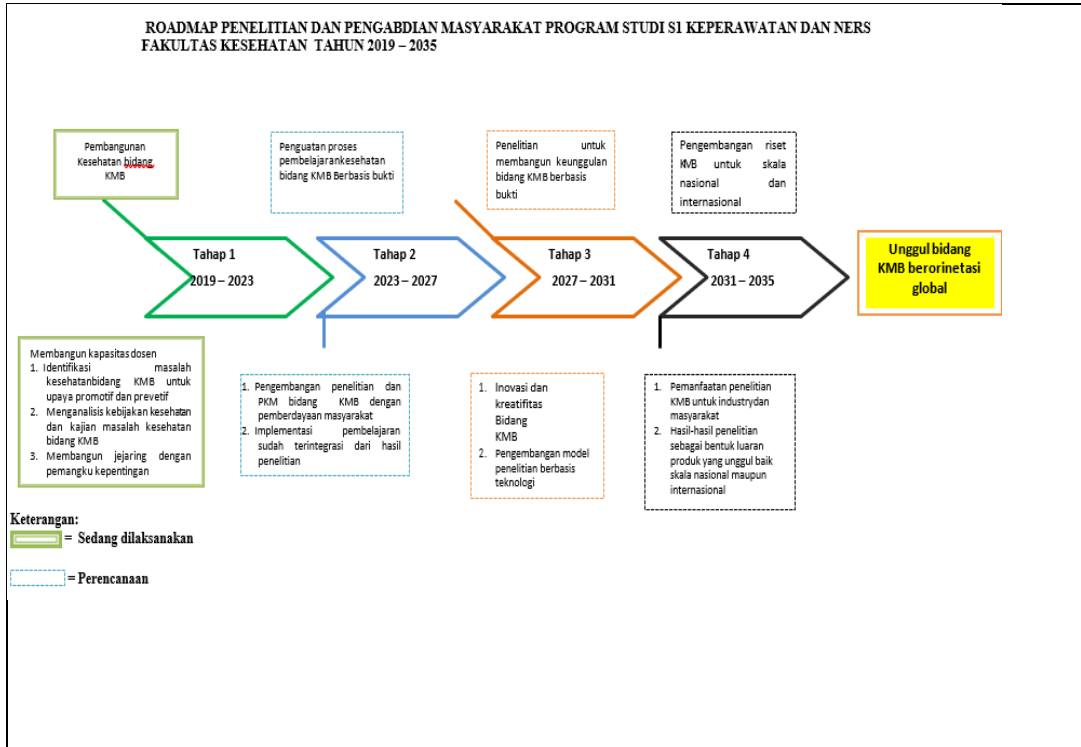 ROADMAP PENELITIAN DAN PENGABDIAN MASYARAKAT PROGRAM STUDI S1 KEPERAWATAN DAN NERS
FAKULTAS KESEHATAN TAHUN 2019 – 2035
Pembangunan
Kesehatan bidang
KMB
Penguatan proses
pembelajarankesehatan
bidang KMB Berbasis bukti
Penelitian untuk
membangun keunggulan
bidang KMB berbasis
bukti
Pengembangan riset
KMB untuk skala
nasional dan
internasional
Tahap 1
2019 – 2023
Tahap 2
2023 – 2027
Tahap 3
2027 – 2031
Tahap 4
2031 – 2035
Unggul bidang
KMB berorinetasi
global
Membangun kapasitas dosen
1. Identifikasi masalah
kesehatanbidang KMB untuk
upaya promotif dan prevetif
2. Menganalisis kebijakan kesehatan
dan kajian masalah kesehatan
bidang KMB
3. Membangun jejaring dengan
pemangku kepentingan
1. Pengembangan penelitian dan
PKM bidang KMB dengan
pemberdayaan masyarakat
2. Implementasi pembelajaran
sudah terintegrasi dari hasil
penelitian
1. Inovasi dan
kreatifitas
Bidang
KMB
2. Pengembangan model
penelitian berbasis
teknologi
1. Pemanfaatan penelitian
KMB untuk industrydan
masyarakat
2. Hasil-hasil penelitian
sebagai bentuk luaran
produk yang unggul baik
skala nasional maupun
internasional
Keterangan:
= Sedang dilaksanakan
= Perencanaan